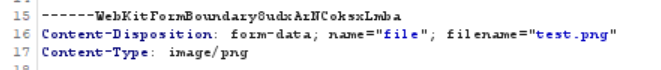 15 ------WebKitFormBoundary8udxArNCoksxLmba
16 Content-Disposition: form-data; name="file"; filename="test.png"
17 Content-Type: image/png